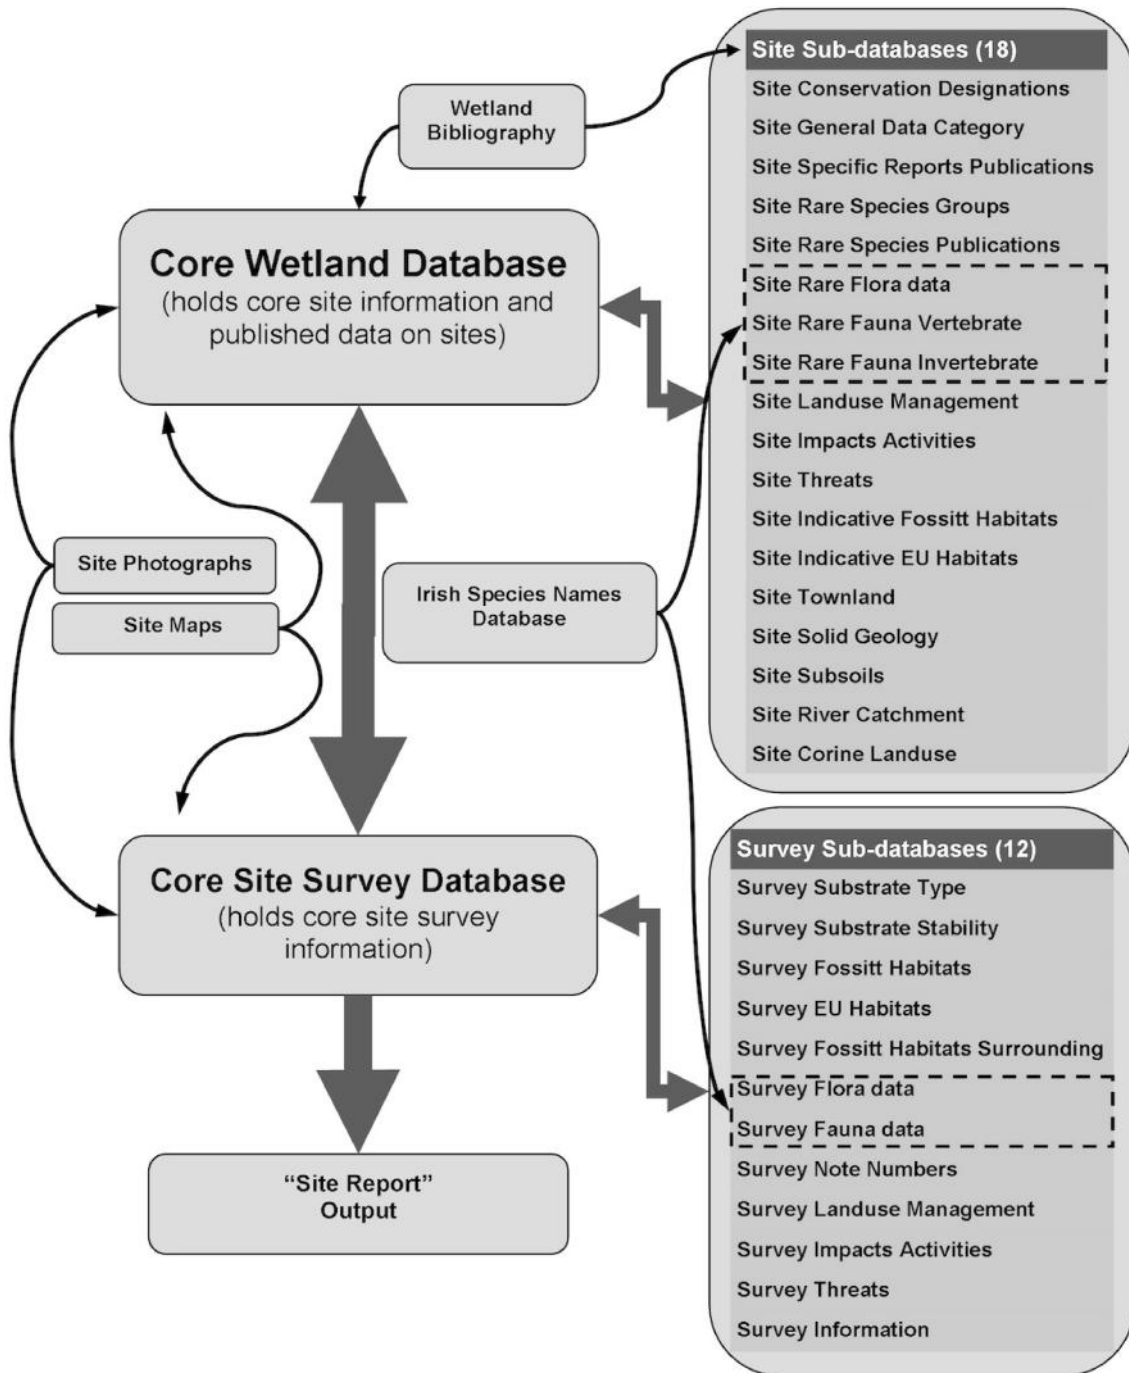 Wetland
Bibliography
Core Wetland Database
(holds core site information and
published data on sites)
Site Photographs
Site Maps
Irish Species Names
Database
Core Site Survey Database
(holds core site survey
information)
“Site Report”
Output
Site Sub-databases (18)
Site Conservation Designations
Site General Data Category
Site Specific Reports Publications
Site Rare Species Groups
Site Rare Species Publications
Site Rare Flora data
Site Rare Fauna Vertebrate
Site Rare Fauna Invertebrate
Site Landuse Management
Site Impacts Activities
Site Threats
Site Indicative Fossitt Habitats
Site Indicative EU Habitats
Site Townland
Site Solid Geology
Site Subsoils
Site River Catchment
Site Corine Landuse
Survey Sub-databases (12)
Survey Substrate Type
Survey Substrate Stability
Survey Fossitt Habitats
Survey EU Habitats
Survey Fossitt Habitats Surrounding
Survey Flora data
Survey Fauna data
Survey Note Numbers
Survey Landuse Management
Survey Impacts Activities
Survey Threats
Survey Information